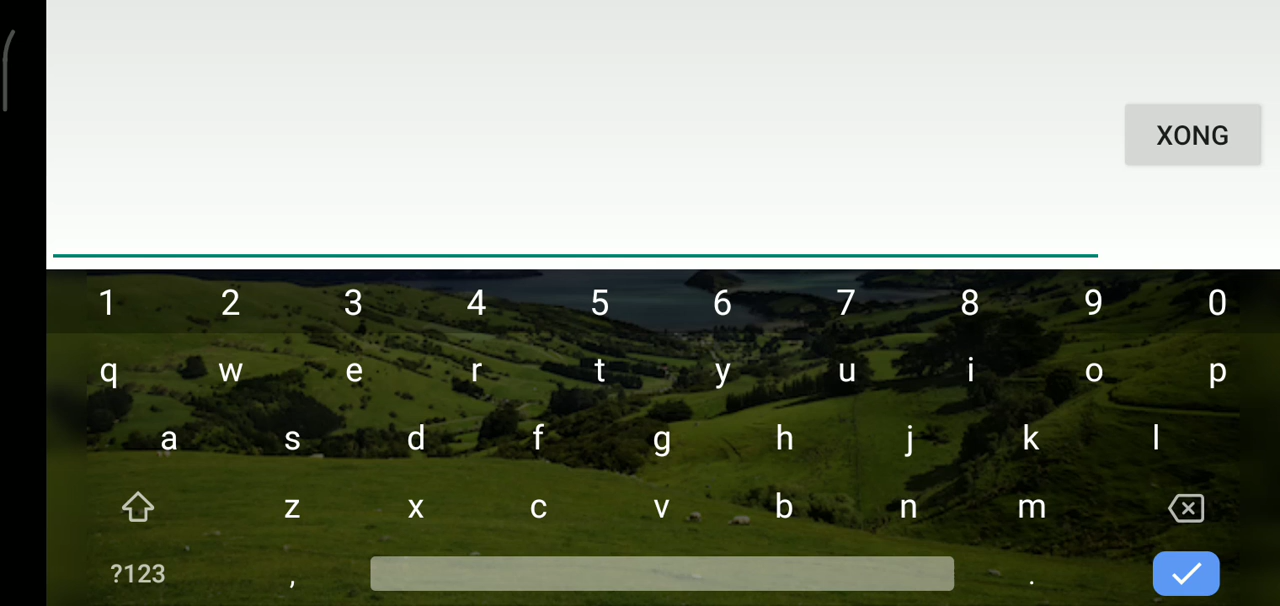 XONG
1 2 3 4 5 6 7 8 9 0
q w e r t y u i o p
a s d f g h j k l
z x c v b n m
?123 , .